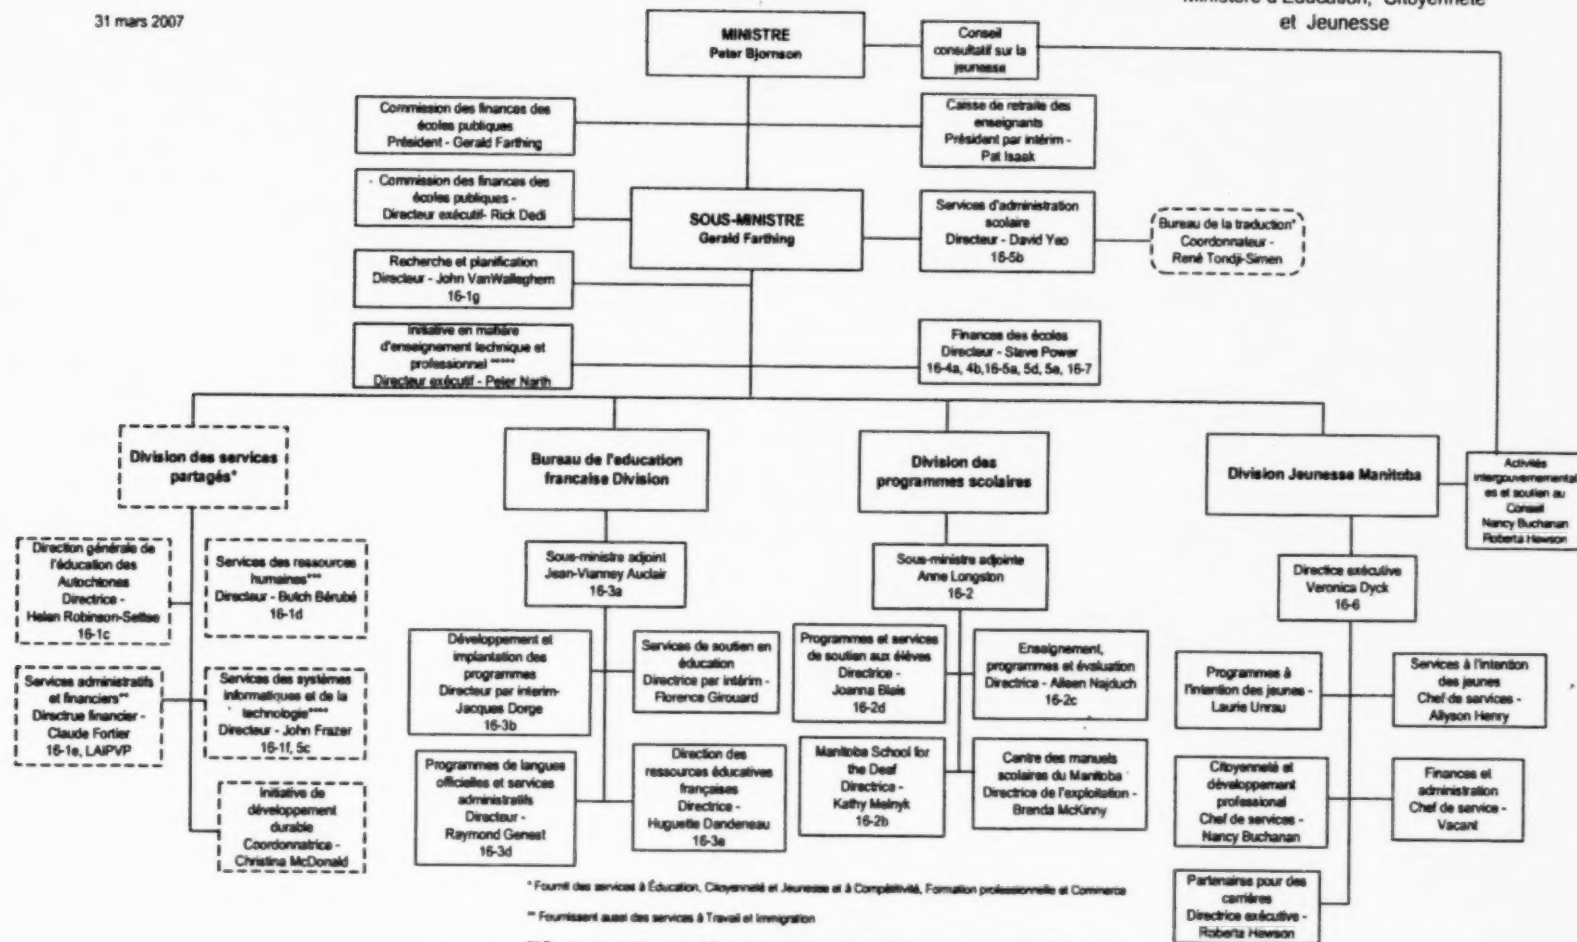 31 mars 2007
et Jeunesse
MINISTRE
Peter Bjornson
Conseil
consultatif sur la
jeunesse
Commission des finances des
écoles publiques
Président - Gerald Farthing
Caisse de retraite des
enseignants
Président par intérim -
Pat Isaak
Commission des finances des
écoles publiques -
Directeur exécutif- Rick Dedi
SOUS-MINISTRE
Gerald Farthing
Services d'administration
scolaire
Directeur - David Yeo
16-5b
Bureau de la traduction*
Coordonnateur -
René Tondji-Simen
Recherche et planification
Directeur - John VanWalleghem
16-1g
Initiative en matière
d'enseignement technique et
professionnel *****
Directeur exécutif - Peter Narth
Finances des écoles
Directeur - Steve Power
16-4a, 4b,16-5a, 5d, 5e, 16-7
Division des services
partagés*
Bureau de l'education
francaise Division
Division des
programmes scolaires
Division Jeunesse Manitoba
Activités
intergouvernemental
es et soutien au
Conseil
Nancy Buchanan
Roberta Hewson
Direction générale de
l'éducation des
Autochtones
Directrice -
Helen Robinson-Settee
16-1c
Services des ressources
humaines***
Directeur - Butch Bérubé
16-1d
Services administratifs
et financiers**
Directrue financier -
Claude Fortier
16-1e, LAIPVP
Services des systèmes
informatiques et de la
technologie****
Directeur - John Frazer
16-1f, 5c
Initiative de
développement
durable
Coordonnatrice -
Christina McDonald
Sous-ministre adjoint
Jean-Vianney Auclair
16-3a
Développement et
implantation des
programmes
Directeur par interim-
Jacques Dorge
16-3b
Services de soutien en
éducation
Directrice par intérim -
Florence Girouard
Programmes de langues
officielles et services
administratifs
Directeur -
Raymond Genest
16-3d
Direction des
ressources éducatives
françaises
Directrice -
Huguette Dandeneau
16-3e
Sous-ministre adjointe
Anne Longston
16-2
Programmes et services
de soutien aux élèves
Directrice -
Joanna Blais
16-2d
Enseignement,
programmes et évaluation
Directrice - Aileen Najduch
16-2c
Manitoba School for
the Deaf
Directrice -
Kathy Melnyk
16-2b
Centre des manuels
scolaires du Manitoba
Directrice de l'exploitation -
Brenda McKinny
Directice exécutive
Veronica Dyck
16-6
Programmes à
l'intention des jeunes -
Laurie Unrau
Services à l'intention
des jeunes
Chef de services -
Allyson Henry
Citoyenneté et
développement
professional
Chef de services -
Nancy Buchanan
Finances et
administration
Chef de service -
Vacant
Partenaires pour des
carrières
Directrice exécutive -
Roberta Hewson
* Fournit des services à Éducation, Citoyenneté et Jeunesse et à Compétitivité, Formation professionelle et Commerce
** Fournissent aussi des services à Travail et Immigration